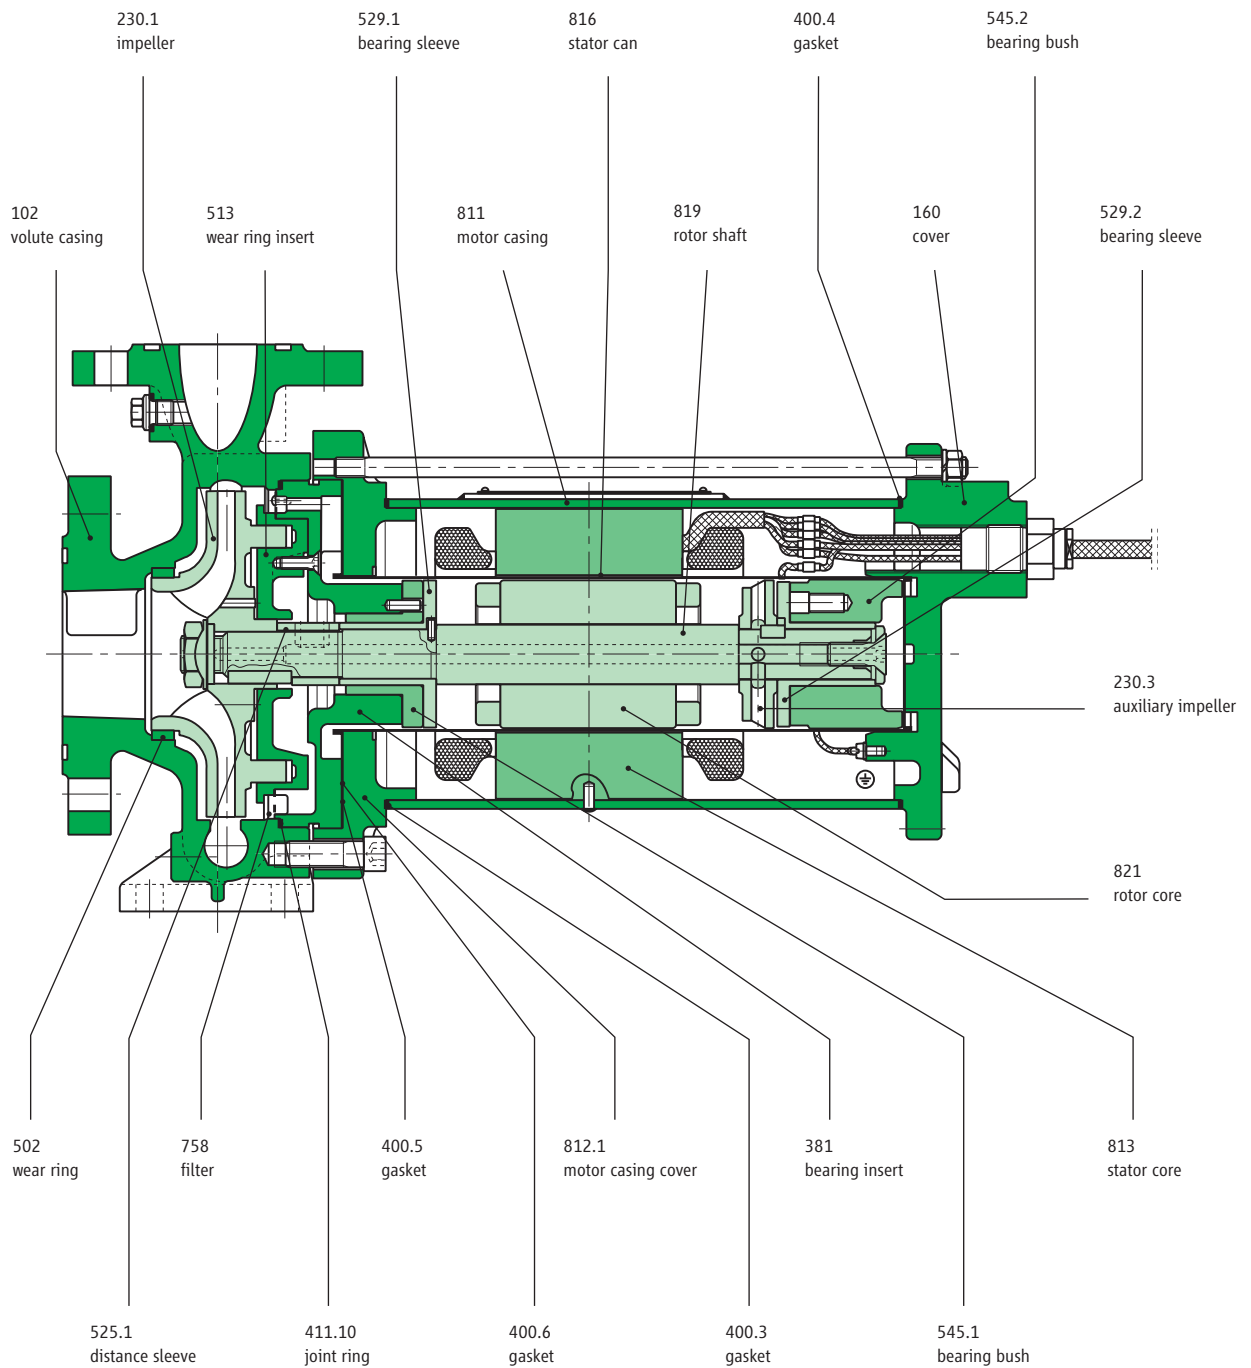 230.1
impeller
529.1
bearing sleeve
816
stator can
400.4
gasket
545.2
bearing bush
102
volute casing
513
wear ring insert
811
motor casing
819
rotor shaft
160
cover
529.2
bearing sleeve
230.3
auxiliary impeller
821
rotor core
502
wear ring
758
filter
400.5
gasket
812.1
motor casing cover
381
bearing insert
813
stator core
525.1
distance sleeve
411.10
joint ring
400.6
gasket
400.3
gasket
545.1
bearing bush